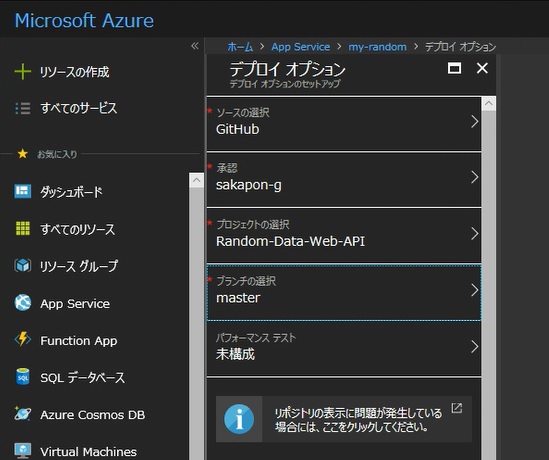 Microsoft Azure
«
ホーム > App Service > my-random > デプロイ オプション
リソースの作成
すべてのサービス
お気に入り
ダッシュボード
すべてのリソース
リソース グループ
App Service
Function App
SQL データベース
Azure Cosmos DB
Virtual Machines
デプロイ オプション
デプロイ オプションのセットアップ
* ソースの選択
GitHub
* 承認
sakapon-g
* プロジェクトの選択
Random-Data-Web-API
* ブランチの選択
master
パフォーマンス テスト
未構成
リポジトリの表示に問題が発生している
場合には、ここをクリックしてください。